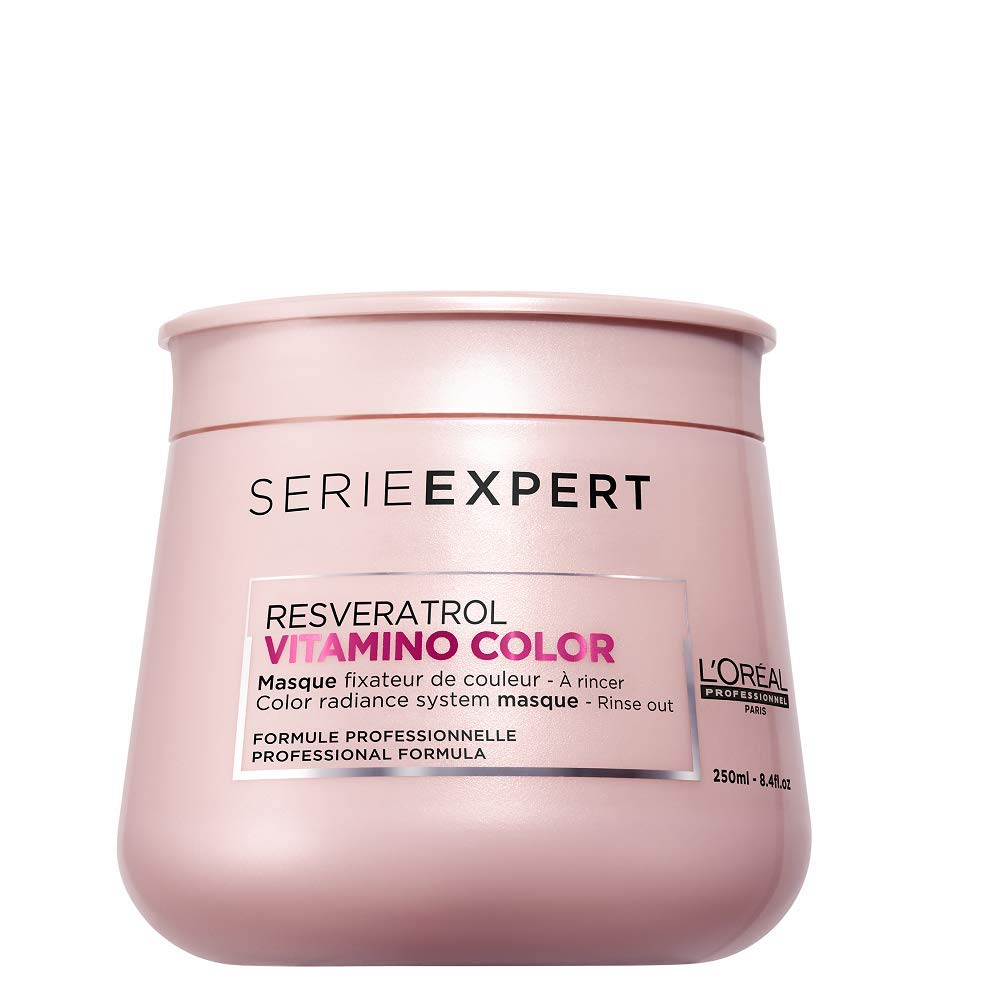 SERIEEXPERT
RESVERATROL
VITAMINO COLOR
Masque fixateur de couleur - À rincer
Color radiance system masque - Rinse out
FORMULE PROFESSIONNELLE
PROFESSIONAL FORMULA
L'ORÉAL
PROFESSIONNEL
PARIS
250ml - 8.4fl.oz